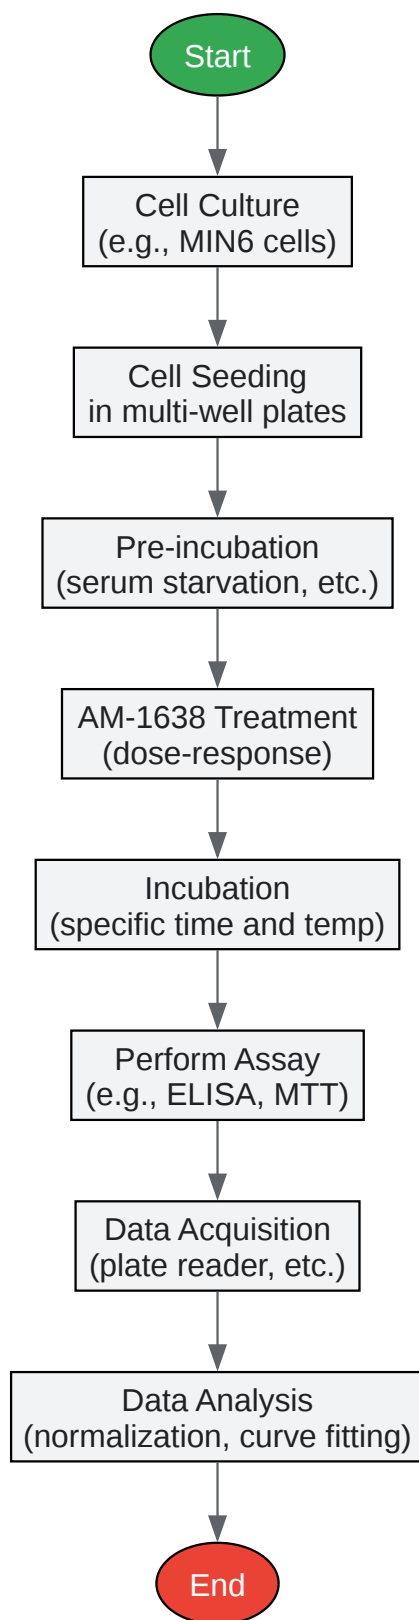 Start
Cell Culture
(e.g., MIN6 cells)
Cell Seeding
in multi-well plates
Pre-incubation
(serum starvation, etc.)
AM-1638 Treatment
(dose-response)
Incubation
(specific time and temp)
Perform Assay
(e.g., ELISA, MTT)
Data Acquisition
(plate reader, etc.)
Data Analysis
(normalization, curve fitting)
End